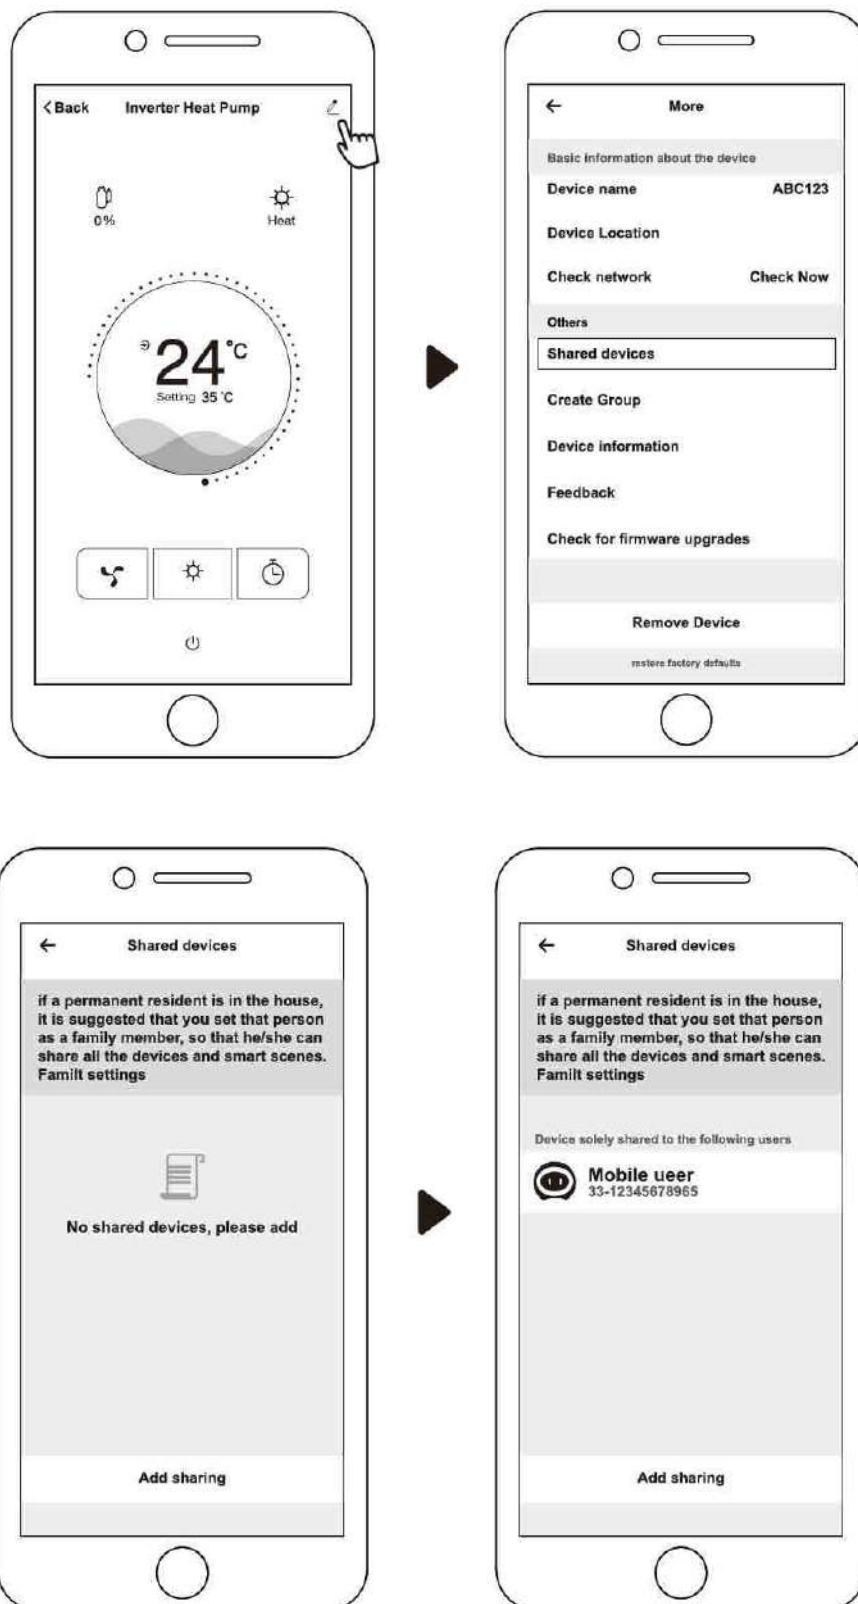 <Back Inverter Heat Pump
0%
Heat
24°C
Setting 35 °C
← More
Basic information about the device
Device name ABC123
Device Location
Check network Check Now
Others
Shared devices
Create Group
Device information
Feedback
Check for firmware upgrades
Remove Device
restore factory defaults
← Shared devices
if a permanent resident is in the house,
it is suggested that you set that person
as a family member, so that he/she can
share all the devices and smart scenes.
Familt settings
No shared devices, please add
Add sharing
← Shared devices
if a permanent resident is in the house,
it is suggested that you set that person
as a family member, so that he/she can
share all the devices and smart scenes.
Familt settings
Device solely shared to the following users
Mobile ueer
33-12345678965
Add sharing